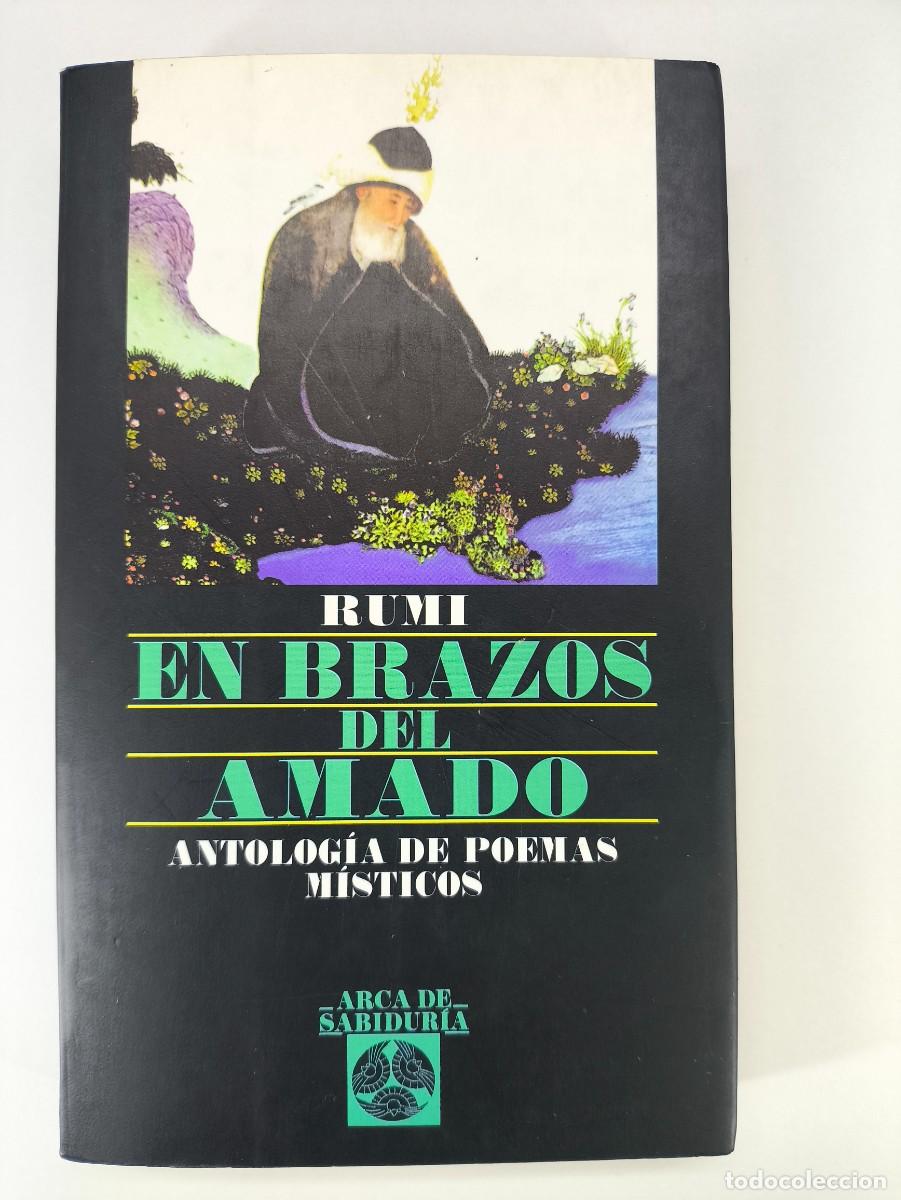 RUMI
EN BRAZOS
DEL
AMADO
ANTOLOGÍA DE POEMAS
MÍSTICOS
ARCA DE
SABIDURÍA
todocoleccion